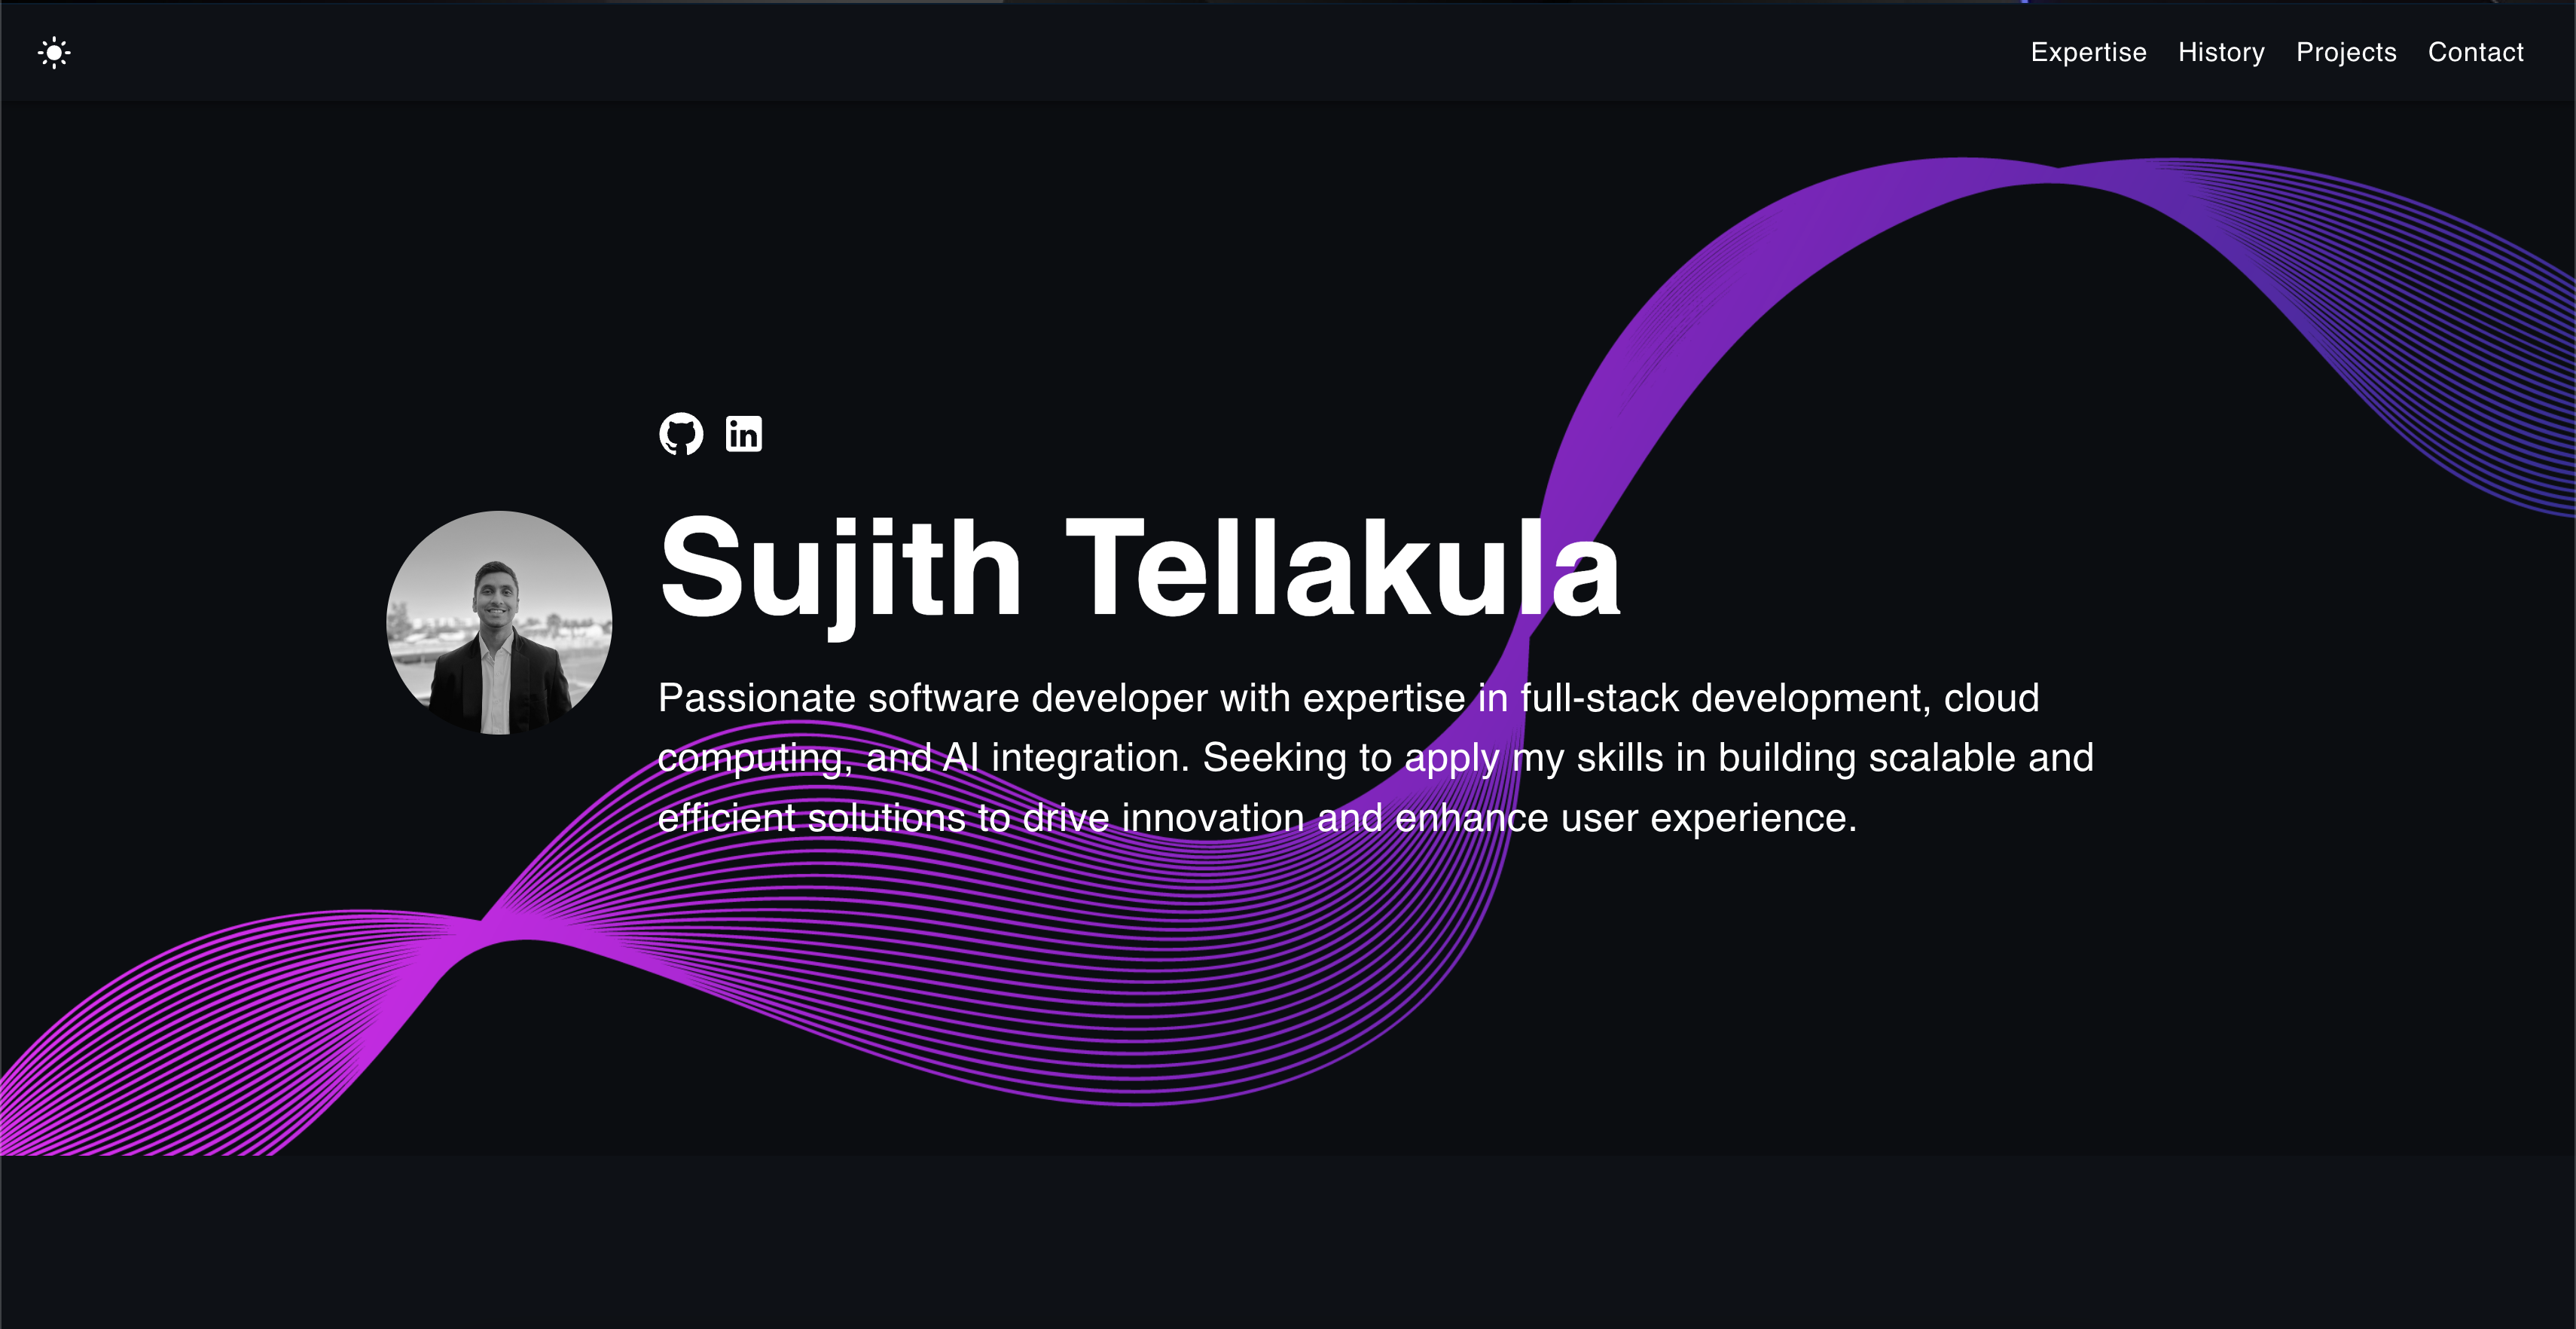 Expertise History Projects Contact
in
Sujith Tellakula
Passionate software developer with expertise in full-stack development, cloud
computing, and AI integration. Seeking to apply my skills in building scalable and
efficient solutions to drive innovation and enhance user experience.